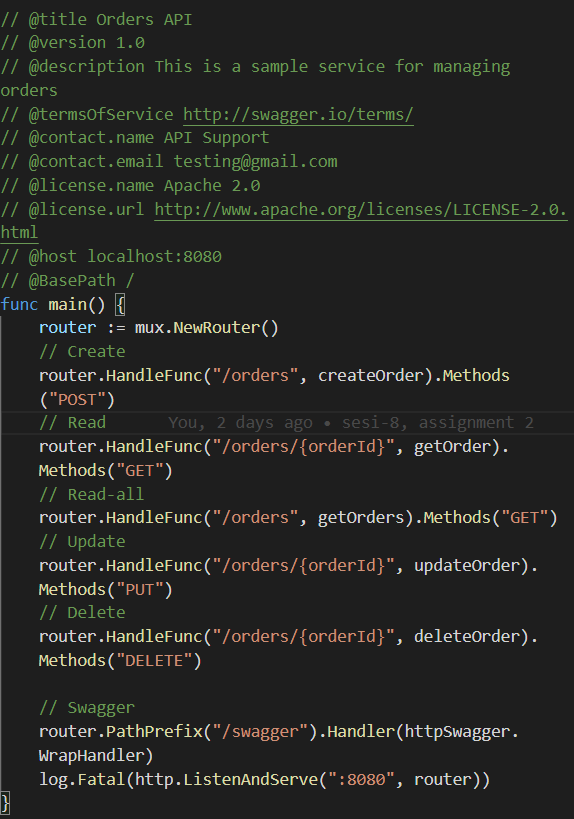 // @title Orders API
// @version 1.0
// @description This is a sample service for managing
orders
// @termsOfService http://swagger.io/terms/
// @contact.name API Support
// @contact.email testing@gmail.com
// @license.name Apache 2.0
// @license.url http://www.apache.org/licenses/LICENSE-2.0.
html
// @host localhost:8080
// @BasePath /
func main() {
router := mux.NewRouter()
// Create
router.HandleFunc("/orders", createOrder).Methods
("POST")
// Read You, 2 days ago • sesi-8, assignment 2
router.HandleFunc("/orders/{orderId}", getOrder).
Methods("GET")
// Read-all
router.HandleFunc("/orders", getOrders).Methods("GET")
// Update
router.HandleFunc("/orders/{orderId}", updateOrder).
Methods("PUT")
// Delete
router.HandleFunc("/orders/{orderId}", deleteOrder).
Methods("DELETE")
// Swagger
router.PathPrefix("/swagger").Handler(httpSwagger.
WrapHandler)
log.Fatal(http.ListenAndServe(":8080", router))
}